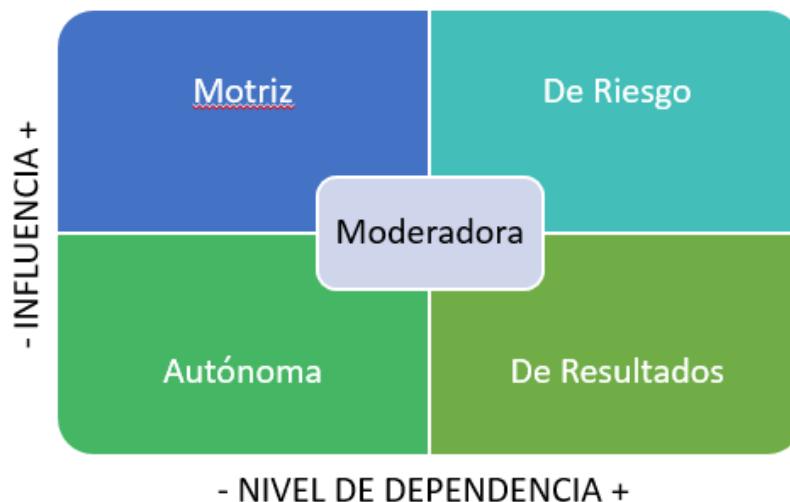 Motriz
De Riesgo
- INFLUENCIA +
Moderadora
Autónoma
De Resultados
- NIVEL DE DEPENDENCIA +